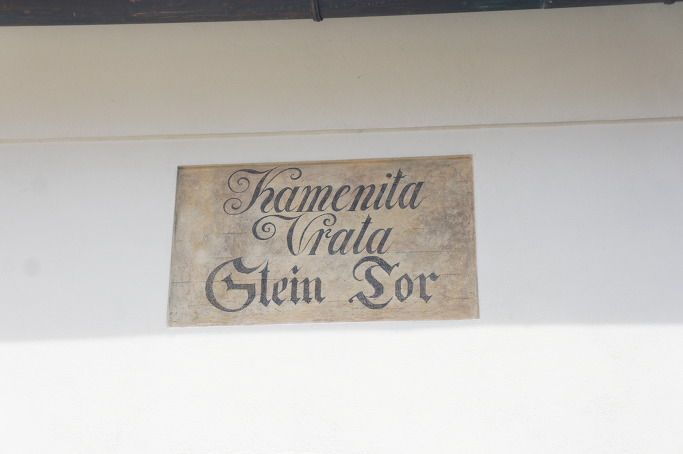 Kamenita
Vrata
Stein Tor